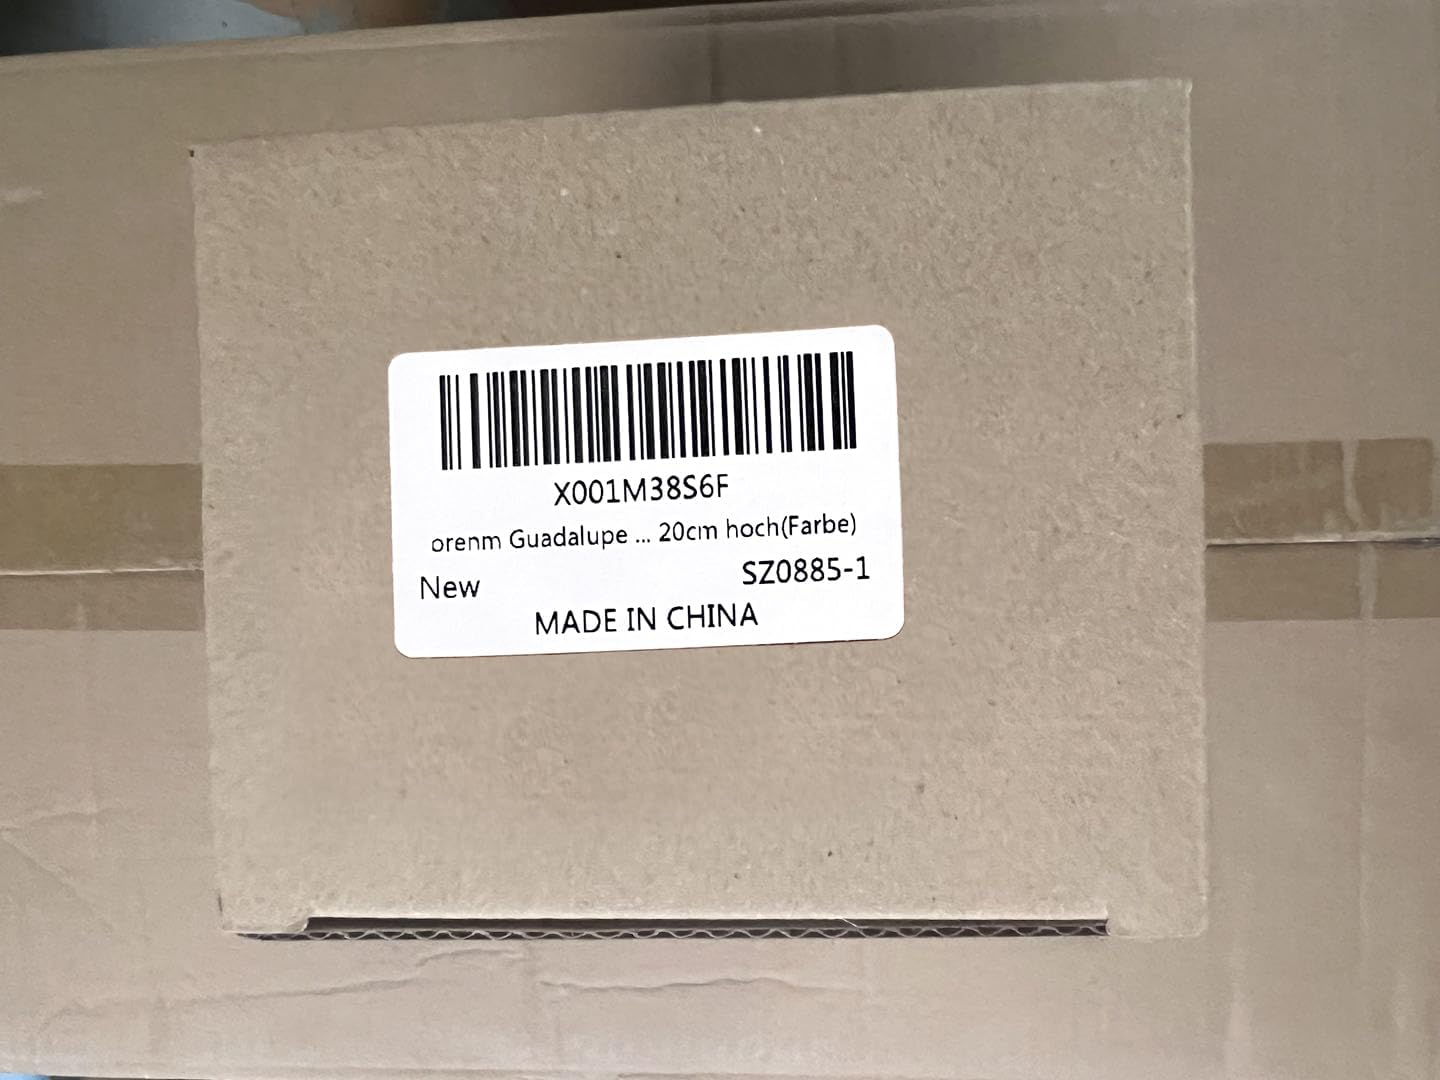 X001M38S6F
orenm Guadalupe ... 20cm hoch(Farbe)
New SZ0885-1
MADE IN CHINA